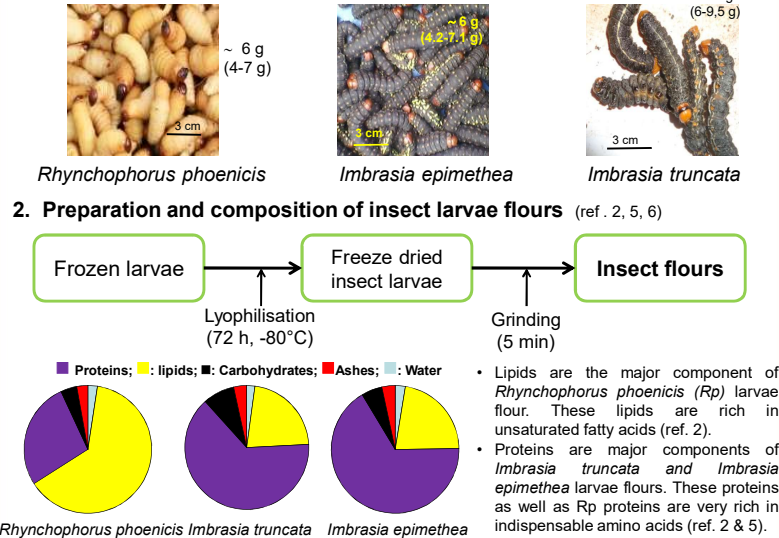 ~ 6 g
(4-7 g)
3 cm
~ 6 g
(4.2-7.1 g)
3 cm
(6-9,5 g)
3 cm
Rhynchophorus phoenicis
Imbrasia epimethea
Imbrasia truncata
2. Preparation and composition of insect larvae flours (ref . 2, 5, 6)
Frozen larvae
Freeze dried
insect larvae
Insect flours
Lyophilisation
(72 h, -80°C)
Grinding
(5 min)
Proteins; : lipids; : Carbohydrates; Ashes; : Water
Rhynchophorus phoenicis
Imbrasia truncata
Imbrasia epimethea
• Lipids are the major component of
Rhynchophorus phoenicis (Rp) larvae
flour. These lipids are rich in
unsaturated fatty acids (ref. 2).
• Proteins are major components of
Imbrasia truncata and Imbrasia
epimethea larvae flours. These proteins
as well as Rp proteins are very rich in
indispensable amino acids (ref. 2 & 5).